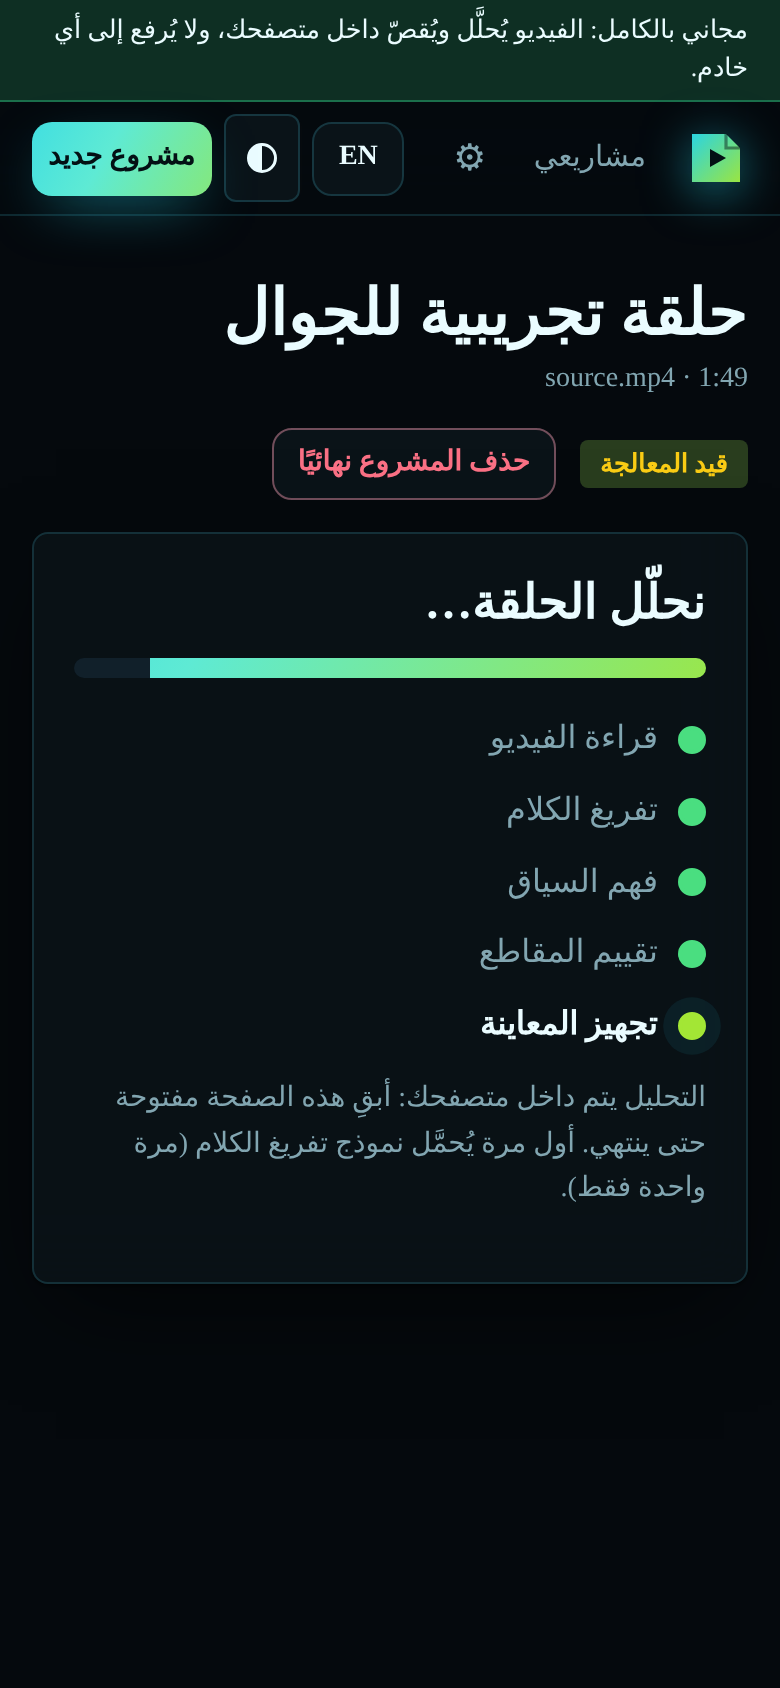 مجاني بالكامل: الفيديو يُحلَّل ويُقصّ داخل متصفحك، ولا يُرفع إلى أي
خادم.
مشاريعي
EN
مشروع جديد
حلقة تجريبية للجوال
source.mp4 · 1:49
قيد المعالجة
حذف المشروع نهائيًا
نحلّل الحلقة…
قراءة الفيديو
تفريغ الكلام
فهم السياق
تقييم المقاطع
تجهيز المعاينة
التحليل يتم داخل متصفحك: أبقِ هذه الصفحة مفتوحة
حتى ينتهي. أول مرة يُحمَّل نموذج تفريغ الكلام (مرة
واحدة فقط).